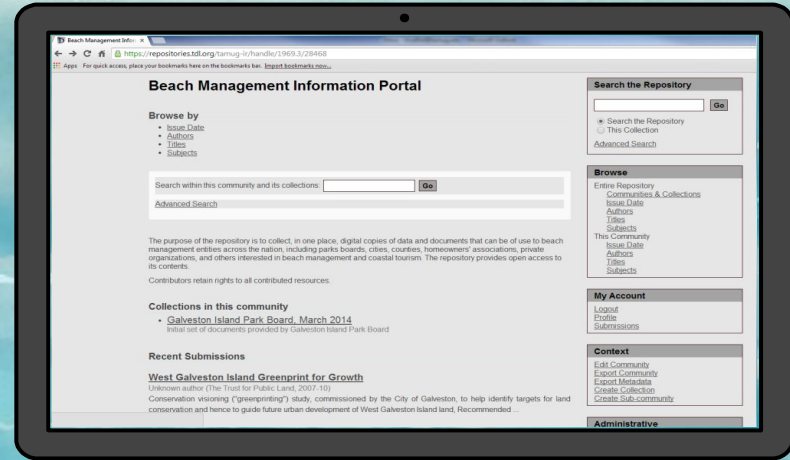 Beach Management Inforr ×
https://repositories.tdl.org/tamug-ir/handle/1969.3/28468
Apps For quick access, place your bookmarks here on the bookmarks bar. Import bookmarks now...
Beach Management Information Portal
Browse by
• Issue Date
• Authors
• Titles
• Subjects
Search within this community and its collections: Go
Advanced Search
The purpose of the repository is to collect, in one place, digital copies of data and documents that can be of use to beach
management entities across the nation, including parks boards, cities, counties, homeowners' associations, private
organizations, and others interested in beach management and coastal tourism. The repository provides open access to
its contents.
Contributors retain rights to all contributed resources.
Collections in this community
• Galveston Island Park Board, March 2014
Initial set of documents provided by Galveston Island Park Board
Recent Submissions
West Galveston Island Greenprint for Growth
Unknown author (The Trust for Public Land, 2007-10)
Conservation visioning ("greenprinting") study, commissioned by the City of Galveston, to help identify targets for land
conservation and hence to guide future urban development of West Galveston Island land, Recommended ...
Search the Repository
Go
Search the Repository
This Collection
Advanced Search
Browse
Entire Repository
Communities & Collections
Issue Date
Authors
Titles
Subjects
This Community
Issue Date
Authors
Titles
Subjects
My Account
Logout
Profile
Submissions
Context
Edit Community
Export Community
Export Metadata
Create Collection
Create Sub-community
Administrative